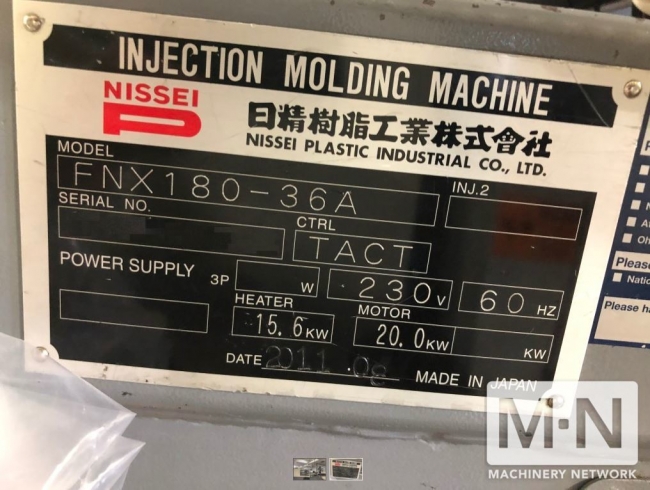 INJECTION MOLDING MACHINE
NISSEI
日精樹脂工業株式會社
NISSEI PLASTIC INDUSTRIAL CO., LTD.
MODEL
FNX180-36A
INJ.2
SERIAL NO.
CTRL
TACT
POWER SUPPLY 3P W 230 V 60 HZ
HEATER
MOTOR
15.6 KW
20.0 KW
KW
DATE 2011.08
MADE IN JAPAN
Please
Natio
Please ha
M-N
MACHINERY NETWORK